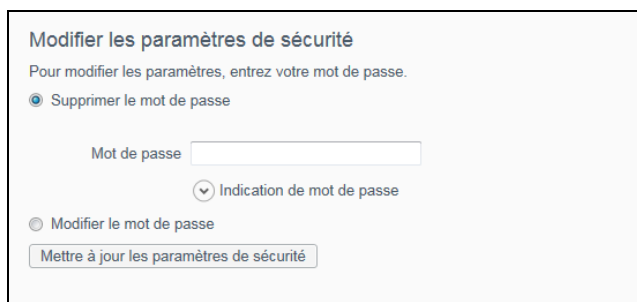 Modifier les paramètres de sécurité
Pour modifier les paramètres, entrez votre mot de passe.
Supprimer le mot de passe
Mot de passe
Indication de mot de passe
Modifier le mot de passe
Mettre à jour les paramètres de sécurité